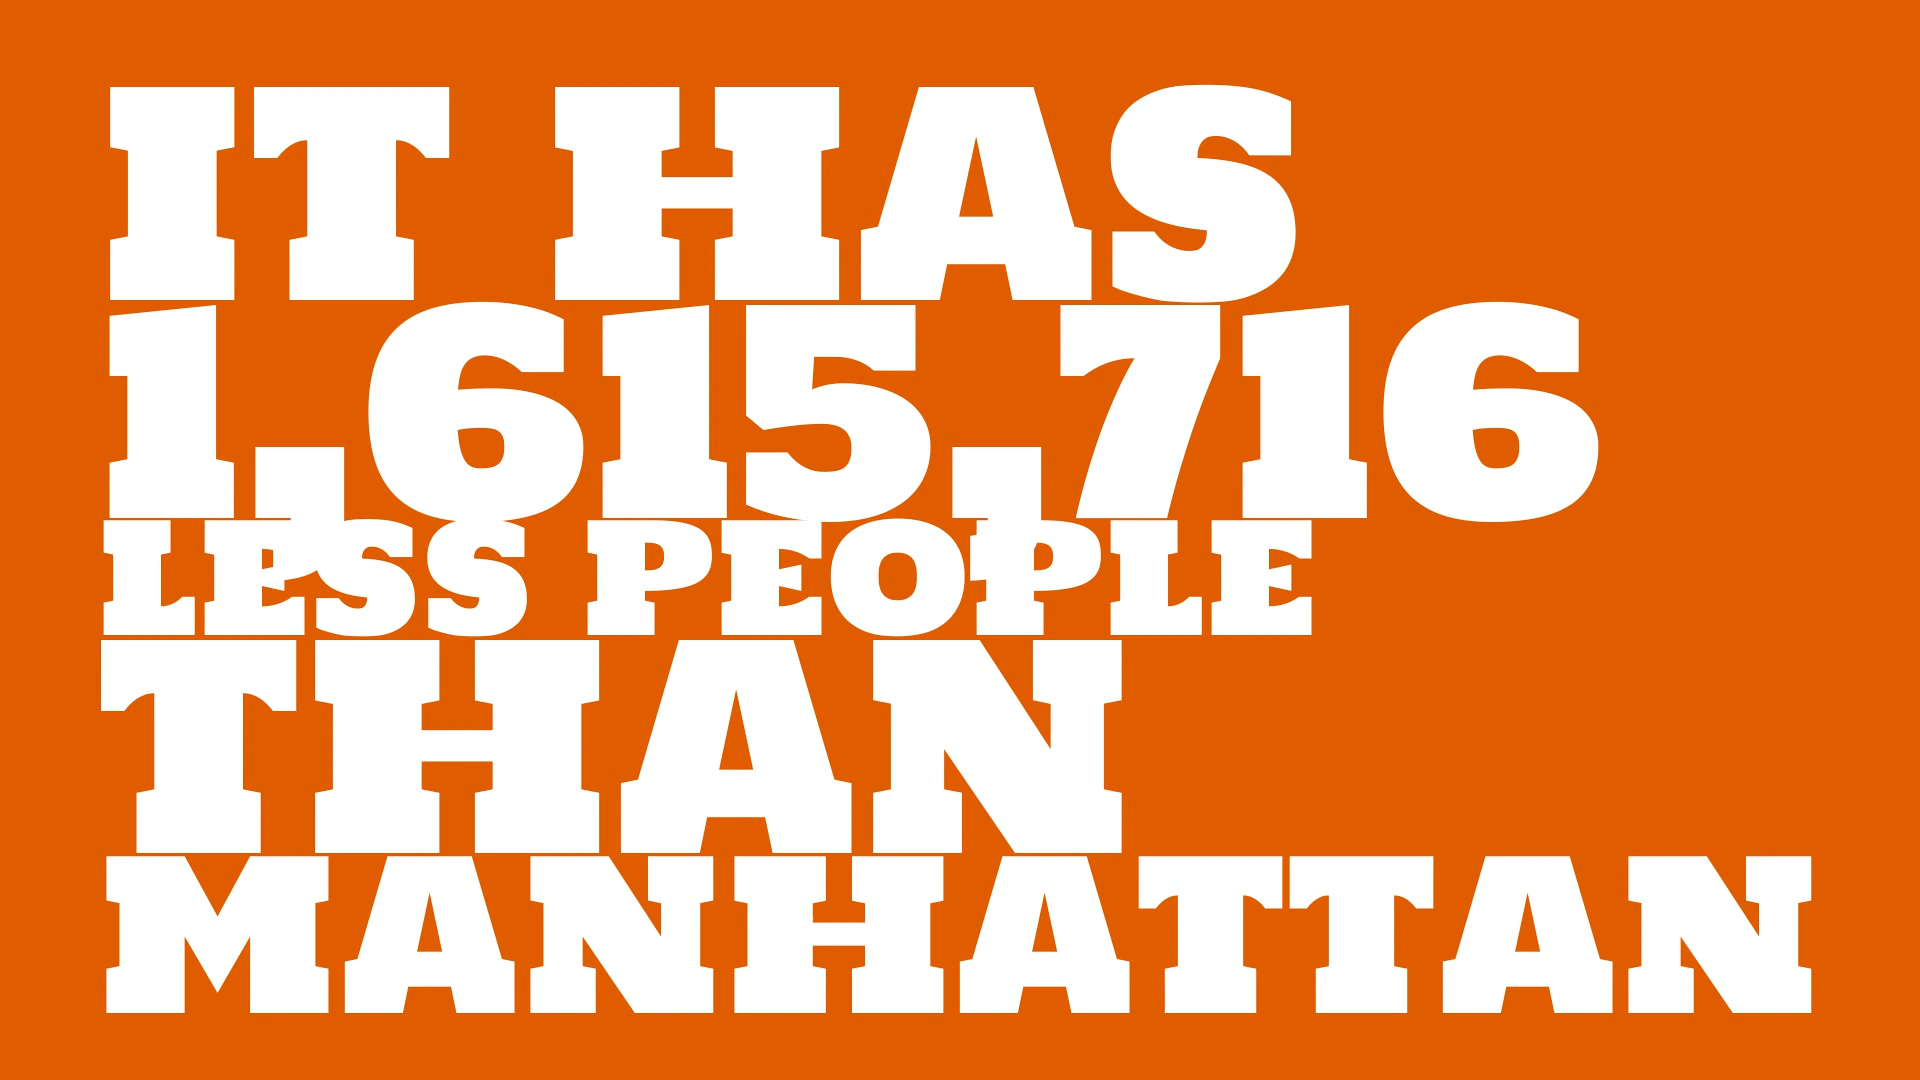 IT HAS
1,615,716
LESS PEOPLE
THAN
MANHATTAN